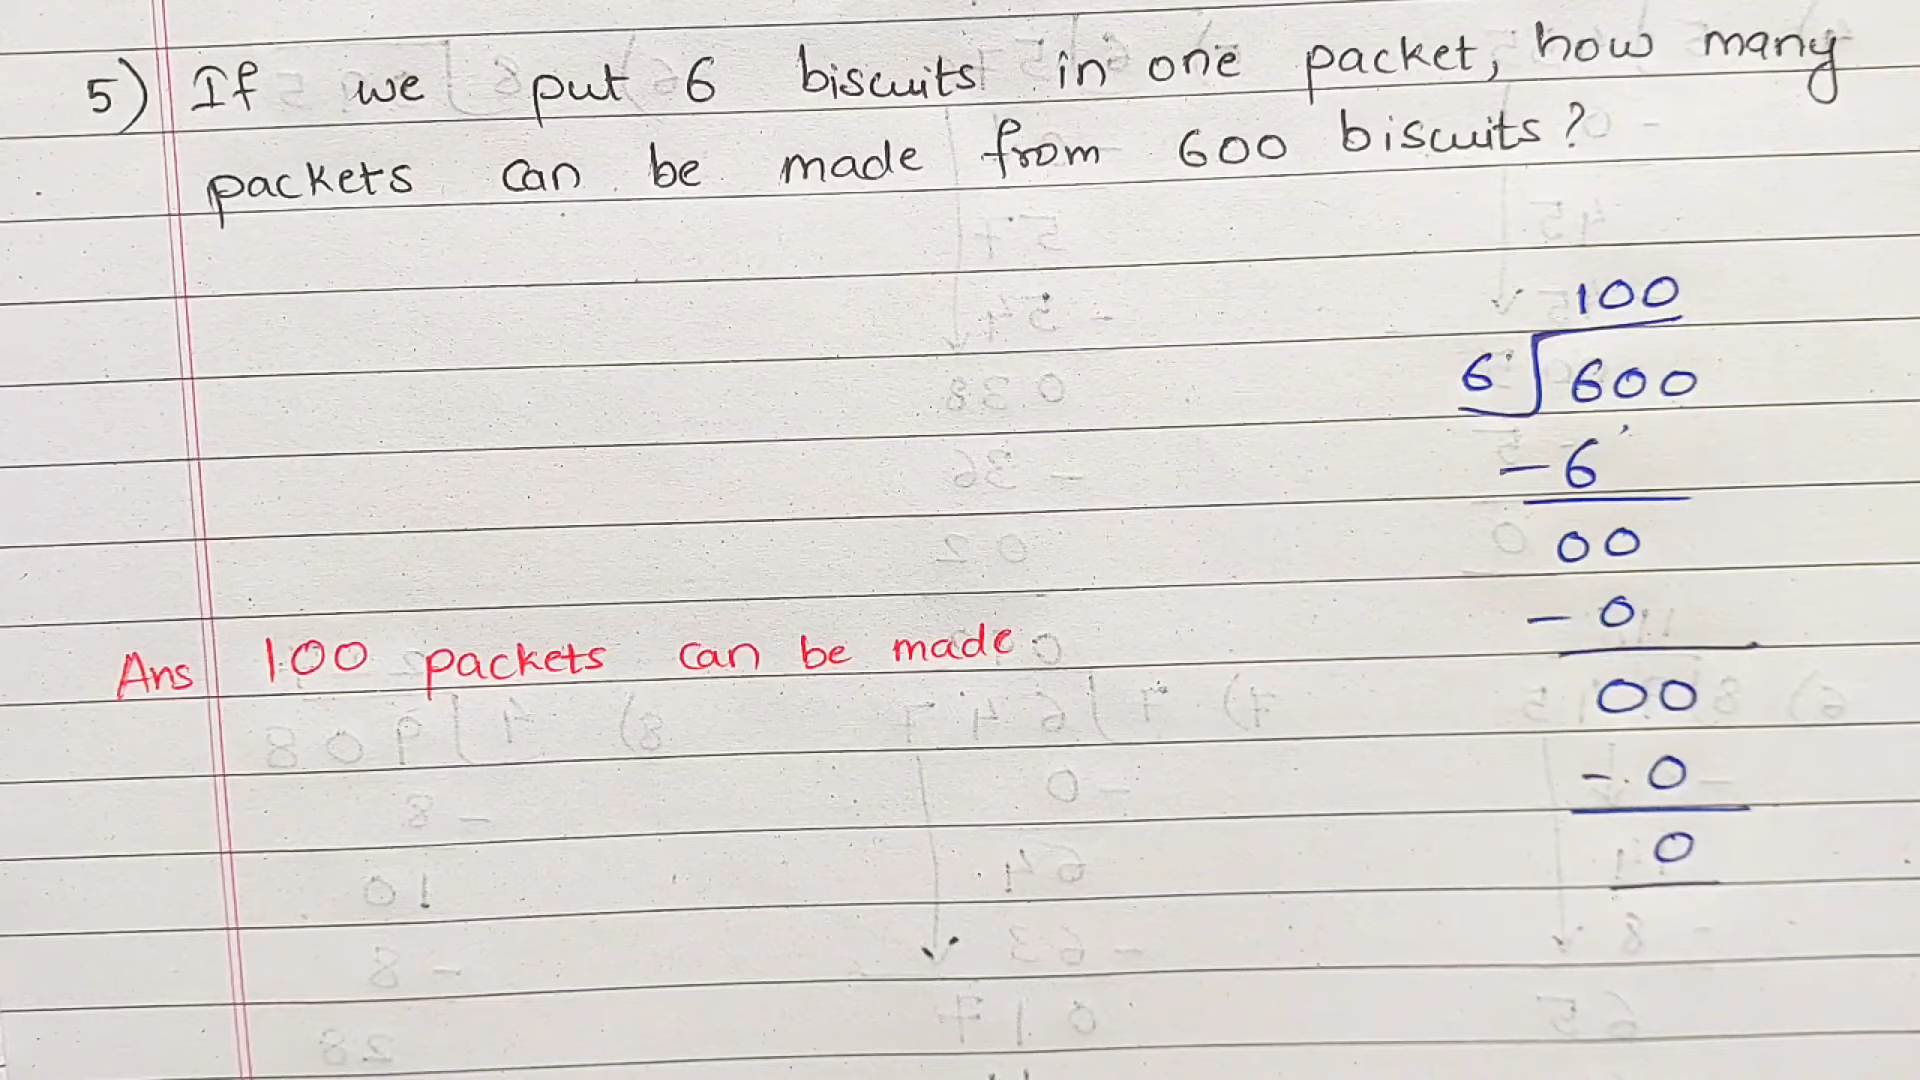 5) If we put 6 biscuits in one packet, how many
packets can be made from 600 biscuits?
100
6 600
- 6
00
- 0
00
- 0
0
Ans 100 packets can be made